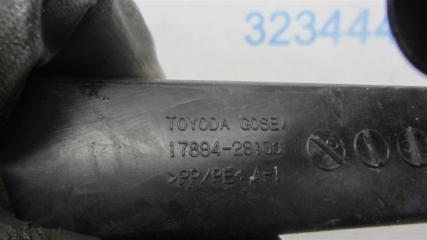 323444
TOYODA GOSEI
17894-28100
>PP/PE< A-1